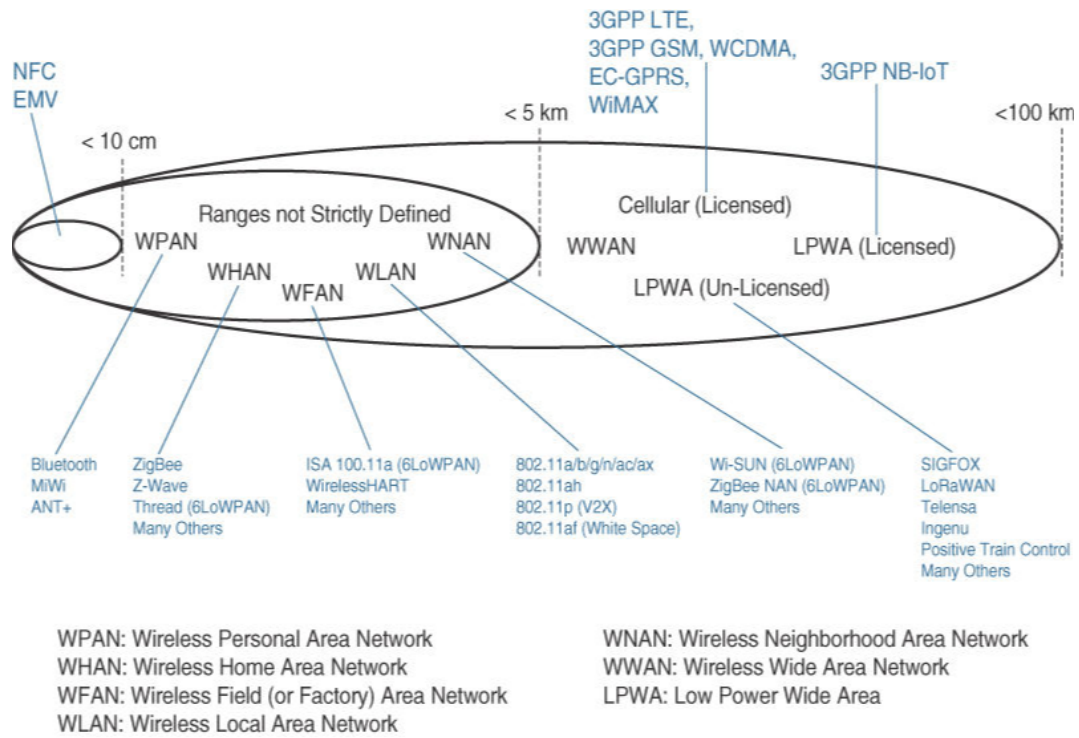 3GPP LTE,
3GPP GSM, WCDMA,
EC-GPRS,
WiMAX
NFC
EMV
3GPP NB-IoT
< 10 cm
< 5 km
<100 km
Ranges not Strictly Defined
Cellular (Licensed)
WPAN
WNAN
WWAN
LPWA (Licensed)
WHAN
WLAN
WFAN
LPWA (Un-Licensed)
Bluetooth
MiWi
ANT+
ZigBee
Z-Wave
Thread (6LoWPAN)
Many Others
ISA 100.11a (6LoWPAN)
WirelessHART
Many Others
802.11a/b/g/n/ac/ax
802.11ah
802.11p (V2X)
802.11af (White Space)
Wi-SUN (6LoWPAN)
ZigBee NAN (6LoWPAN)
Many Others
SIGFOX
LoRaWAN
Telensa
Ingenu
Positive Train Control
Many Others
WPAN: Wireless Personal Area Network
WHAN: Wireless Home Area Network
WFAN: Wireless Field (or Factory) Area Network
WLAN: Wireless Local Area Network
WNAN: Wireless Neighborhood Area Network
WWAN: Wireless Wide Area Network
LPWA: Low Power Wide Area